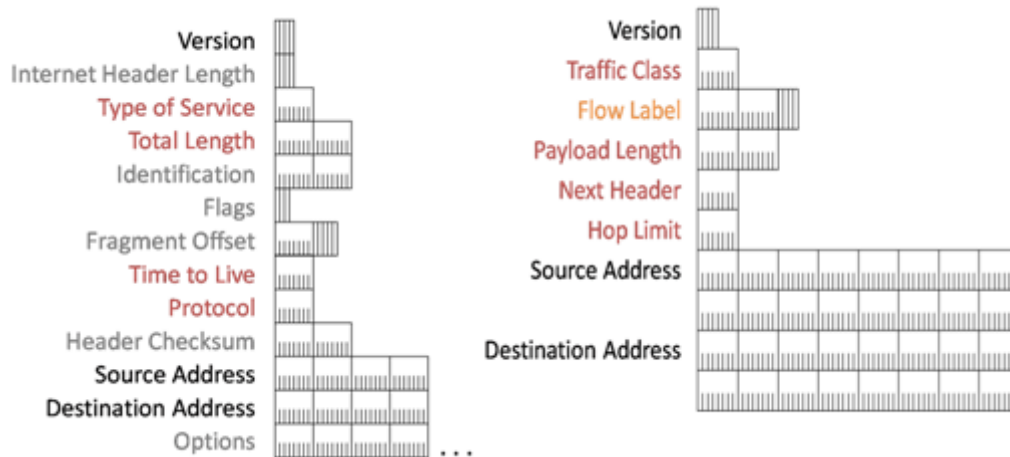 Version
Internet Header Length
Type of Service
Total Length
Identification
Flags
Fragment Offset
Time to Live
Protocol
Header Checksum
Source Address
Destination Address
Options
...
Version
Traffic Class
Flow Label
Payload Length
Next Header
Hop Limit
Source Address
Destination Address